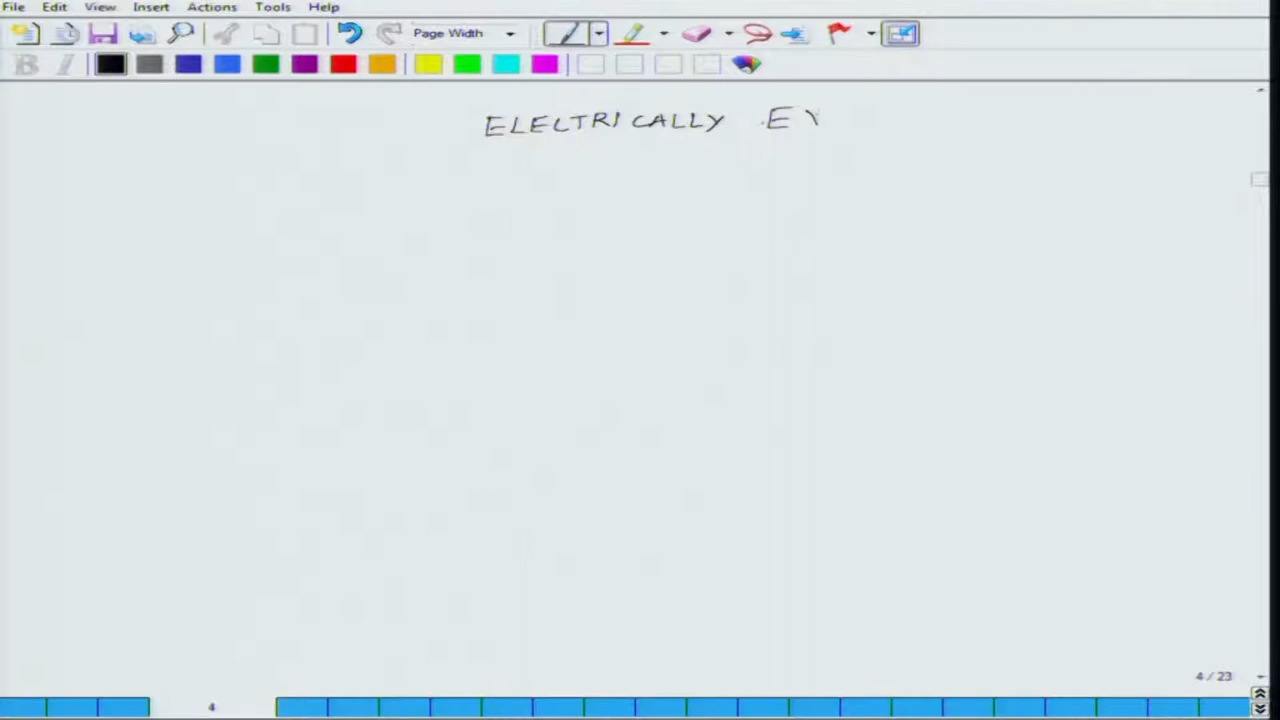 File Edit View Insert Actions Tools Help
Page Width
B I
ELECTRICALLY
4 / 23
4